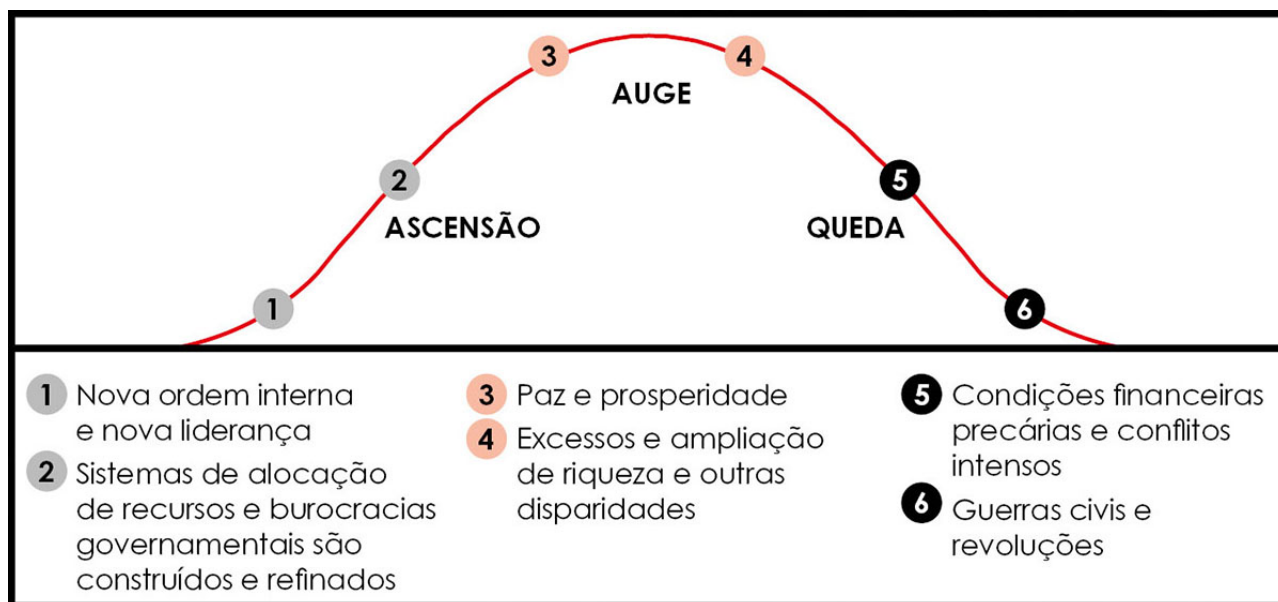 3
4
AUGE
2
5
ASCENSÃO
QUEDA
1
6
1 Nova ordem interna
e nova liderança
2 Sistemas de alocação
de recursos e burocracias
governamentais são
construídos e refinados
3 Paz e prosperidade
4 Excessos e ampliação
de riqueza e outras
disparidades
5 Condições financeiras
precárias e conflitos
intensos
6 Guerras civis e
revoluções